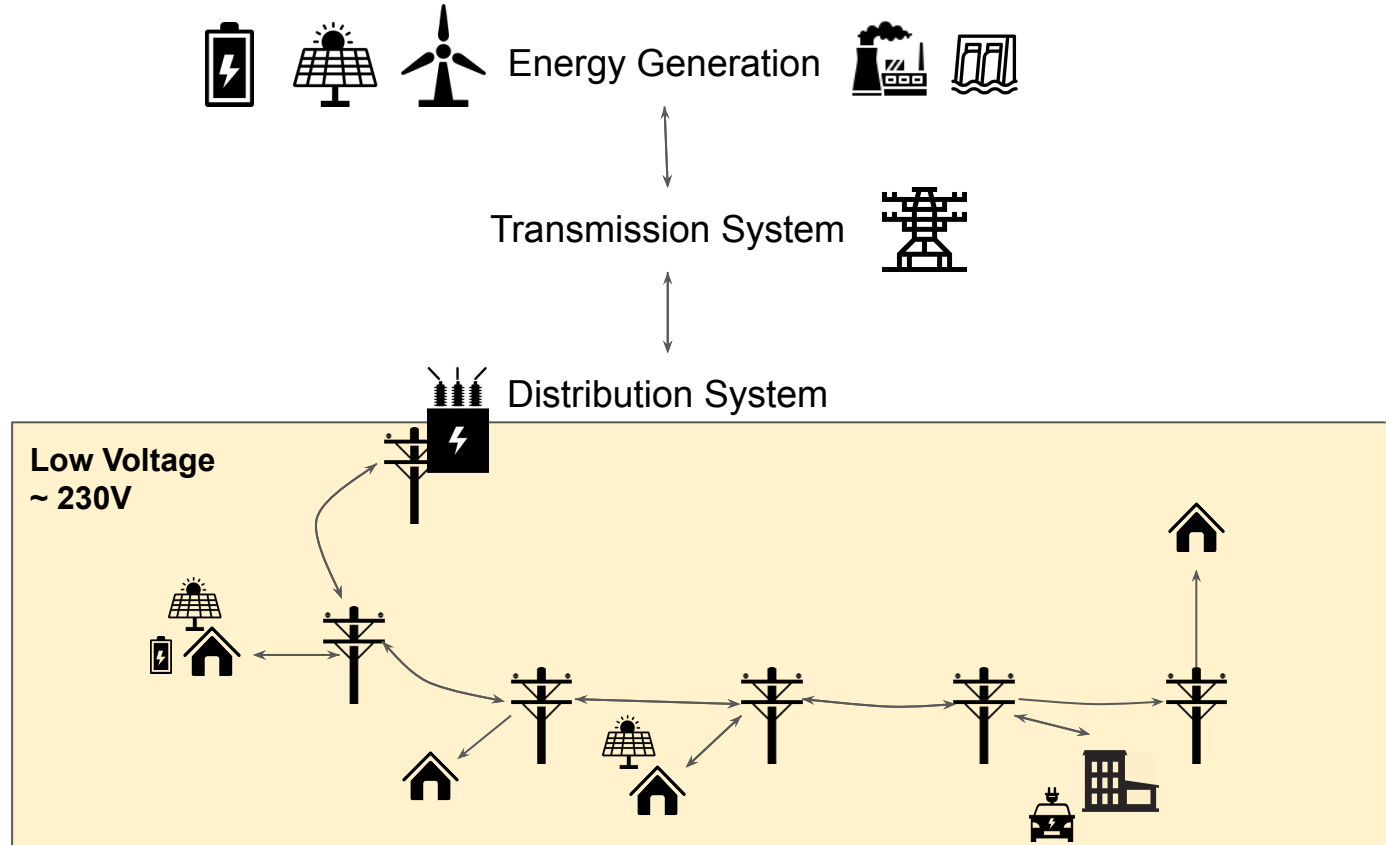 Energy Generation
Transmission System
Distribution System
Low Voltage
~ 230V